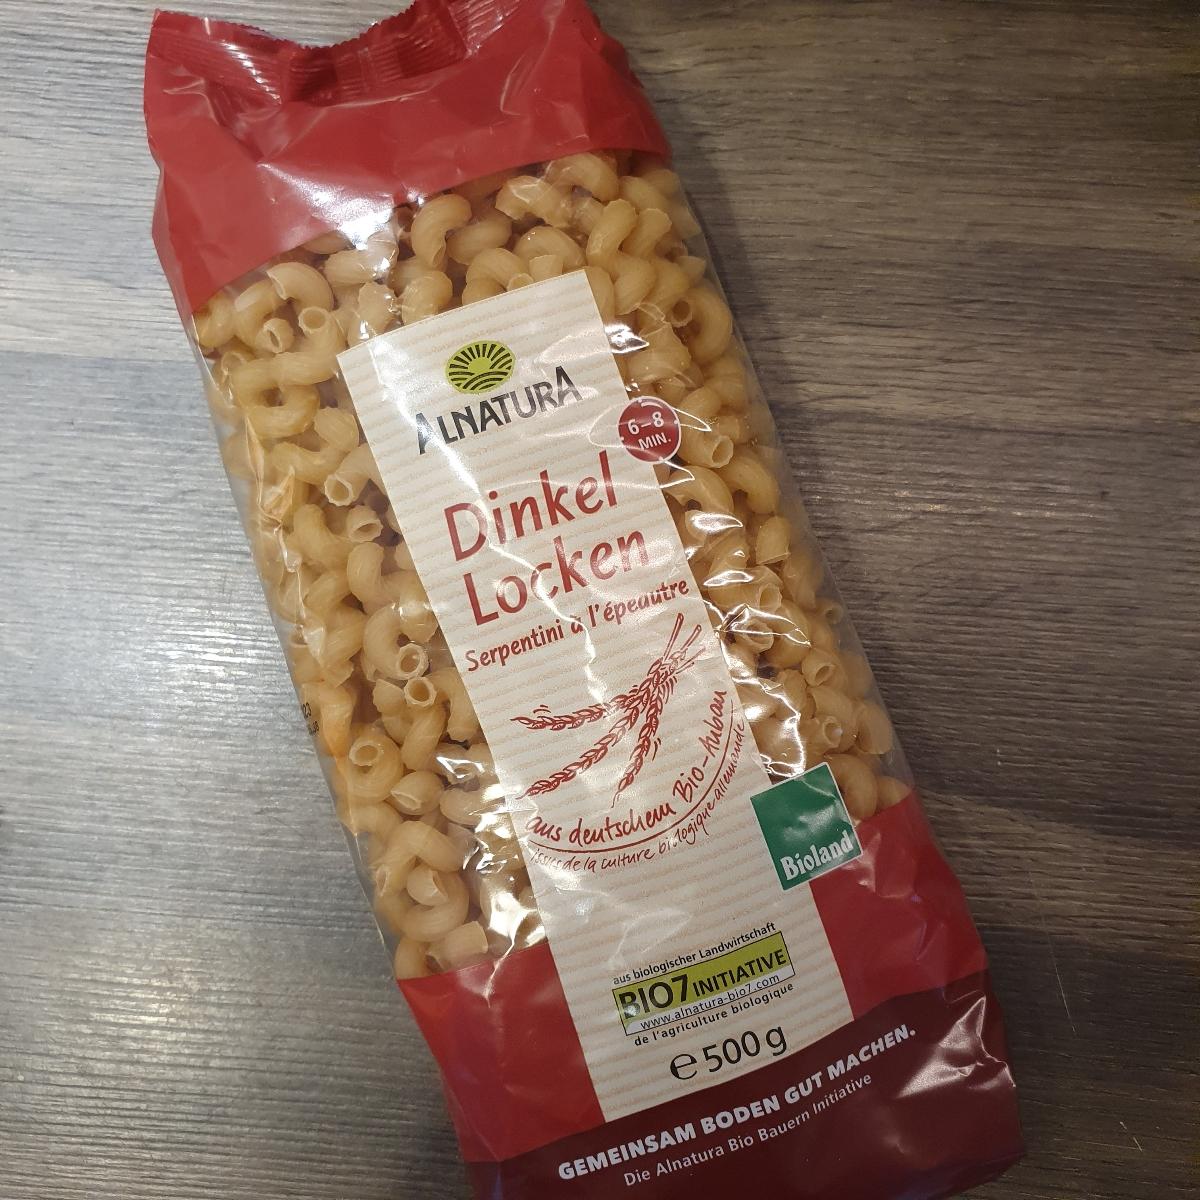 ALNATURA
6–8
MIN.
Dinkel
Locken
Serpentini à l'épeautre
aus deutschem Bio-Anbau
issus de la culture biologique allemande
Bioland
aus biologischer Landwirtschaft
BIO7 INITIATIVE
www.alnatura-bio7.com
de l'agriculture biologique
e 500 g
GEMEINSAM BODEN GUT MACHEN.
Die Alnatura Bio Bauern Initiative